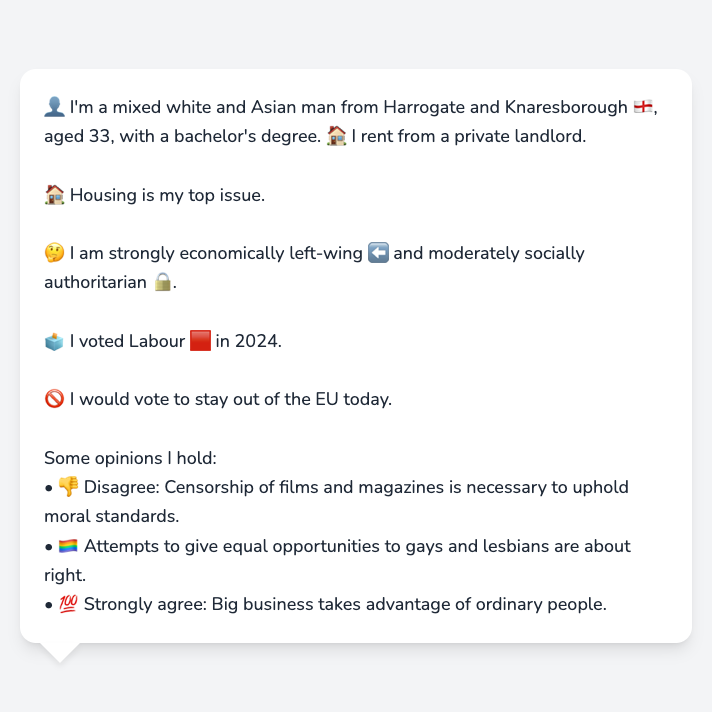 👤 I'm a mixed white and Asian man from Harrogate and Knaresborough 🏴󠁧󠁢󠁥󠁮󠁧󠁿,
aged 33, with a bachelor's degree. 🏠 I rent from a private landlord.
🏠 Housing is my top issue.
🤔 I am strongly economically left-wing ⬅️ and moderately socially
authoritarian 🔒.
🗳️ I voted Labour 🟥 in 2024.
🚫 I would vote to stay out of the EU today.
Some opinions I hold:
• 👎 Disagree: Censorship of films and magazines is necessary to uphold
moral standards.
• 🏳️‍🌈 Attempts to give equal opportunities to gays and lesbians are about
right.
• 💯 Strongly agree: Big business takes advantage of ordinary people.